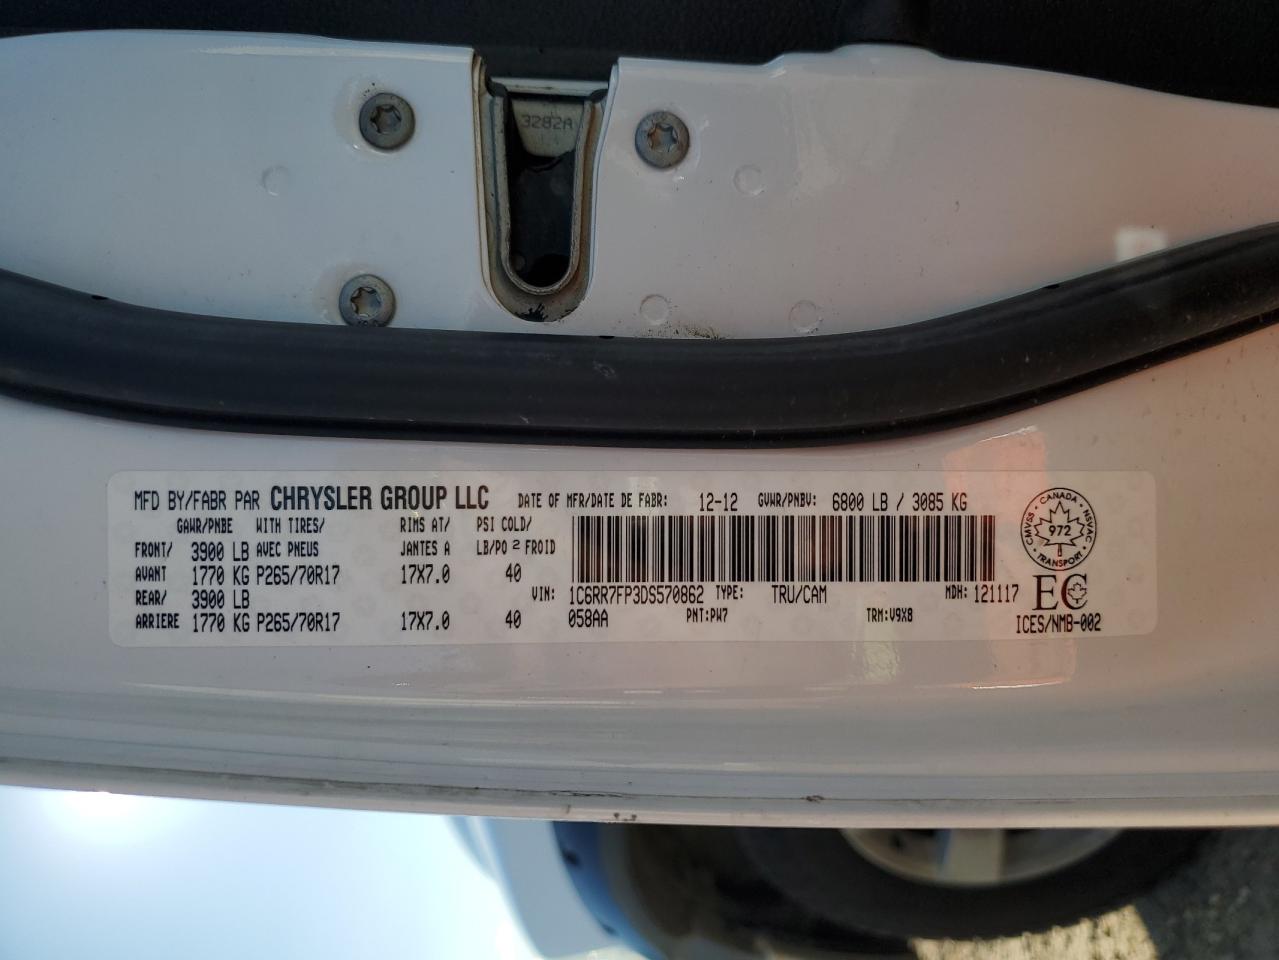 3282A
MFD BY/FABR PAR CHRYSLER GROUP LLC DATE OF MFR/DATE DE FABR: 12-12 GVWR/PNBV: 6800 LB / 3085 KG
GAWR/PNBE WITH TIRES/ RIMS AT/ PSI COLD/
FRONT/ 3900 LB AVEC PNEUS JANTES A LB/PO 2 FROID
AVANT 1770 KG P265/70R17 17X7.0 40
REAR/ 3900 LB
ARRIERE 1770 KG P265/70R17 17X7.0 40
VIN: 1C6RR7FP3DS570862 TYPE: TRU/CAM MDH: 121117
058AA PNT:PW7 TRM:V9X8
CANADA
CMVSS 972 NSVAC
TRANSPORT
EC
ICES/NMB-002